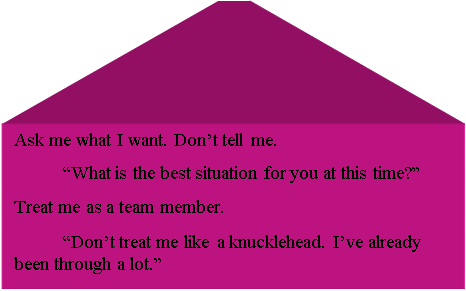 Ask me what I want. Don’t tell me.
“What is the best situation for you at this time?”
Treat me as a team member.
“Don’t treat me like a knucklehead. I’ve already
been through a lot.”